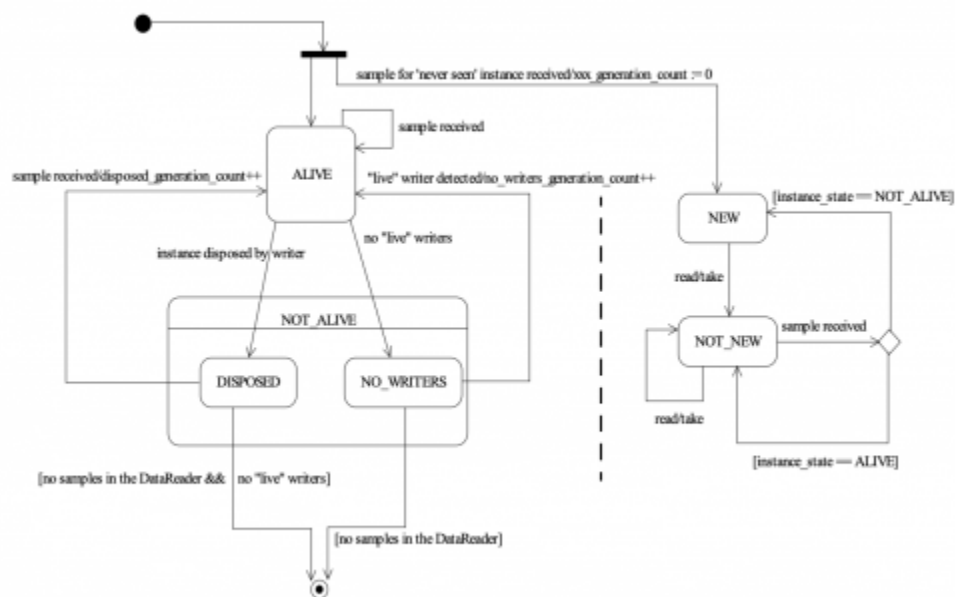 sample for 'never seen' instance received/xxx_generation_count := 0
sample received
ALIVE
sample received/disposed_generation_count++
"live" writer detected/no_writers_generation_count++
[instance_state == NOT_ALIVE]
NEW
no "live" writers
instance disposed by writer
read/take
NOT_ALIVE
sample received
NOT_NEW
DISPOSED
NO_WRITERS
read/take
[instance_state == ALIVE]
[no samples in the DataReader && no "live" writers]
[no samples in the DataReader]